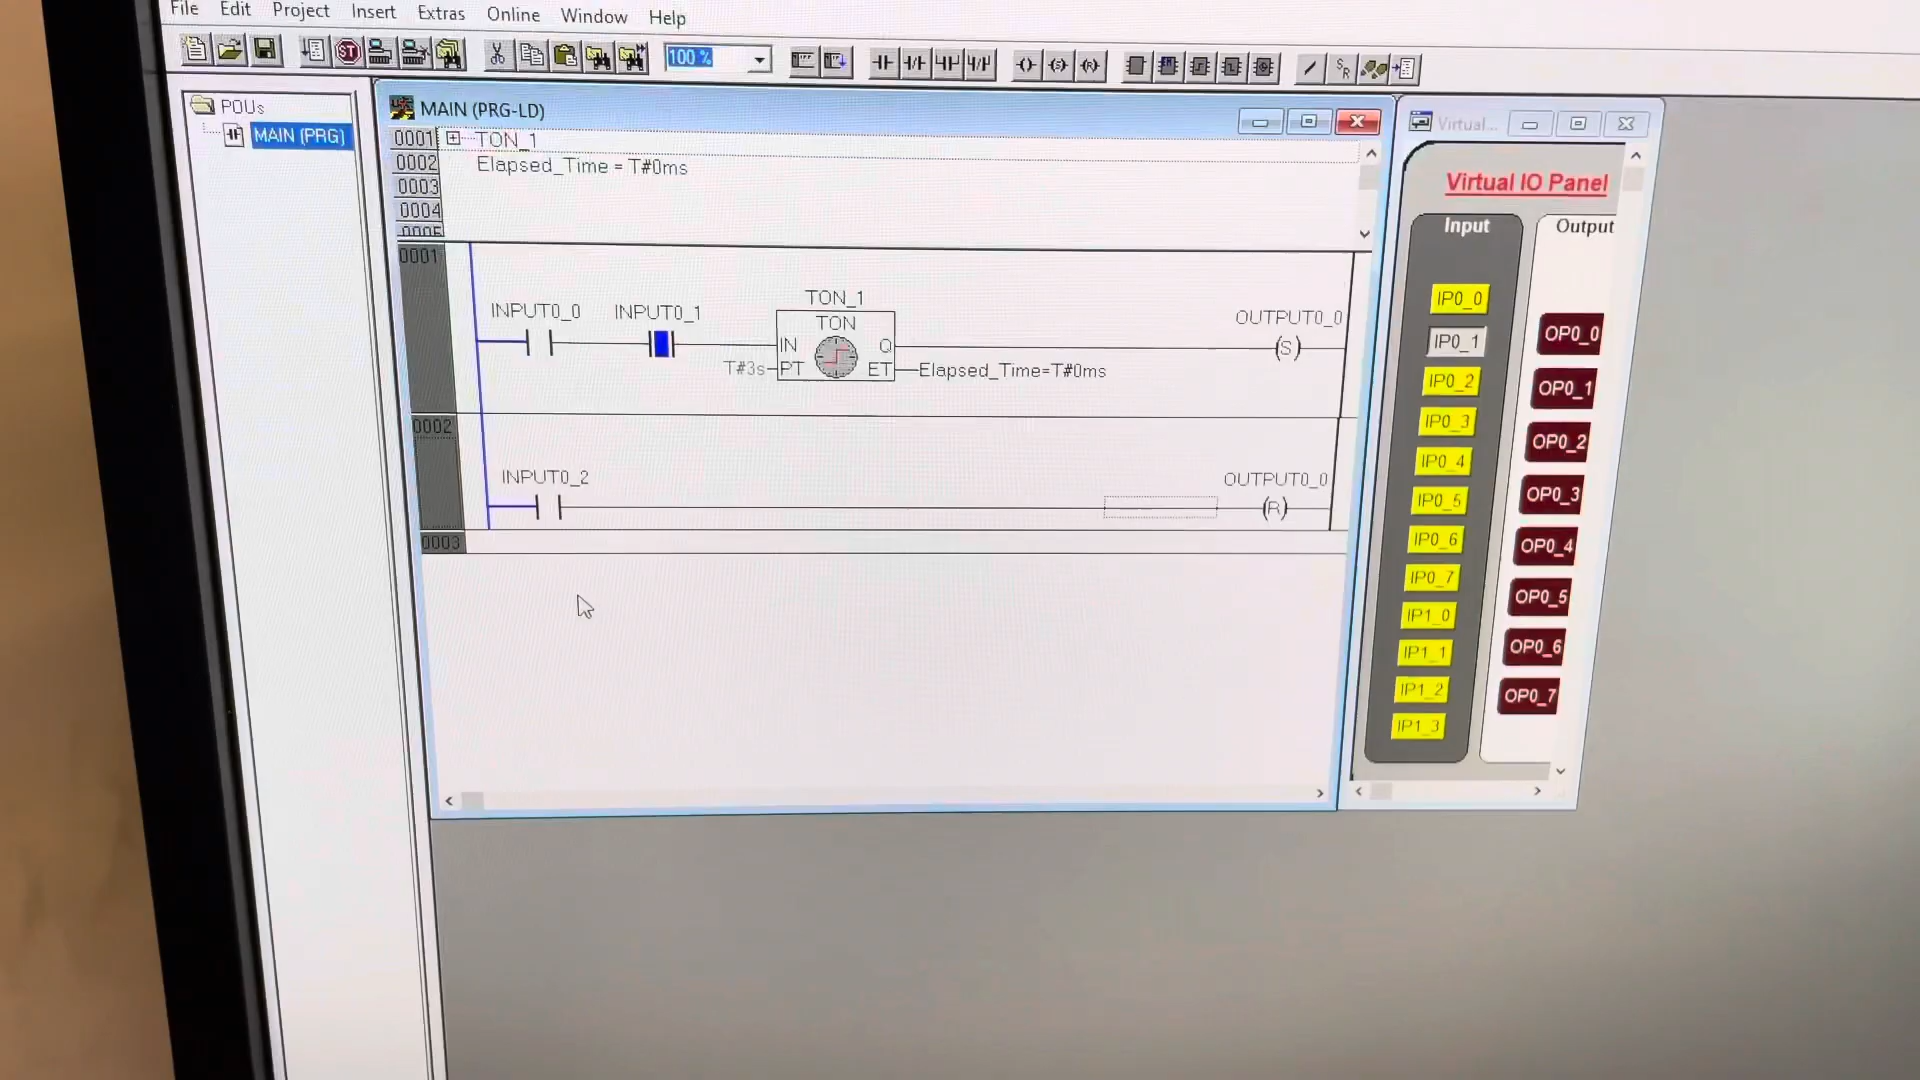 File Edit Project Insert Extras Online Window Help
100 %
POUs
MAIN (PRG)
MAIN (PRG-LD)
0001 TON_1
0002 Elapsed_Time = T#0ms
0003
0004
0005
0001
INPUT0_0 INPUT0_1 TON_1 OUTPUT0_0
TON
IN Q (S)
T#3s PT ET Elapsed_Time=T#0ms
0002
INPUT0_2 OUTPUT0_0
(R)
0003
Virtual...
Virtual IO Panel
Input Output
IP0_0
IP0_1
IP0_2
IP0_3
IP0_4
IP0_5
IP0_6
IP0_7
IP1_0
IP1_1
IP1_2
IP1_3
OP0_0
OP0_1
OP0_2
OP0_3
OP0_4
OP0_5
OP0_6
OP0_7